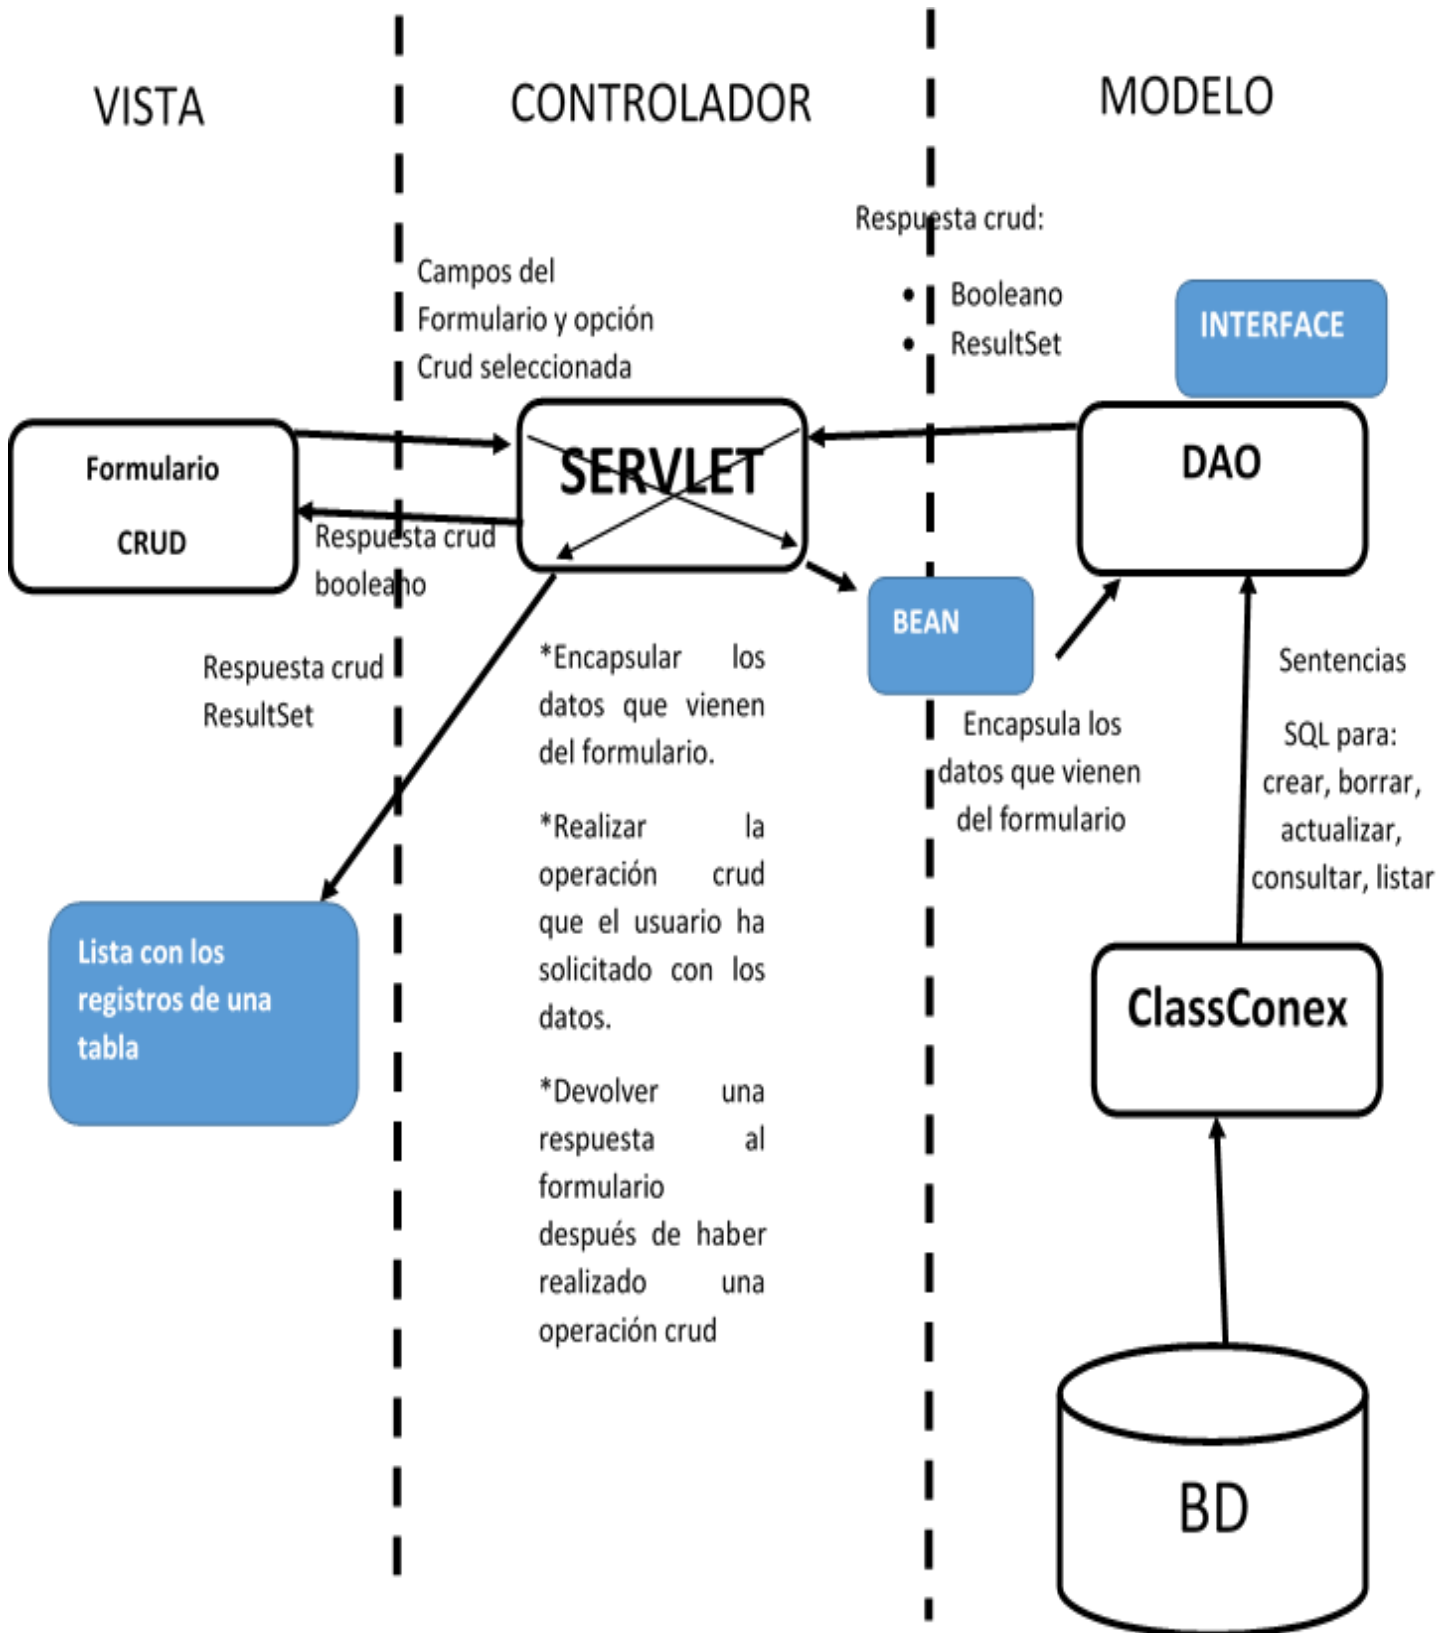 VISTA
CONTROLADOR
MODELO
Respuesta crud:
• Booleano
• ResultSet
Campos del
Formulario y opción
Crud seleccionada
INTERFACE
Formulario
CRUD
SERVLET
DAO
Respuesta crud
booleano
BEAN
Respuesta crud
ResultSet
*Encapsular los
datos que vienen
del formulario.
*Realizar la
operación crud
que el usuario ha
solicitado con los
datos.
*Devolver una
respuesta al
formulario
después de haber
realizado una
operación crud
Encapsula los
datos que vienen
del formulario
Sentencias
SQL para:
crear, borrar,
actualizar,
consultar, listar
Lista con los
registros de una
tabla
ClassConex
BD